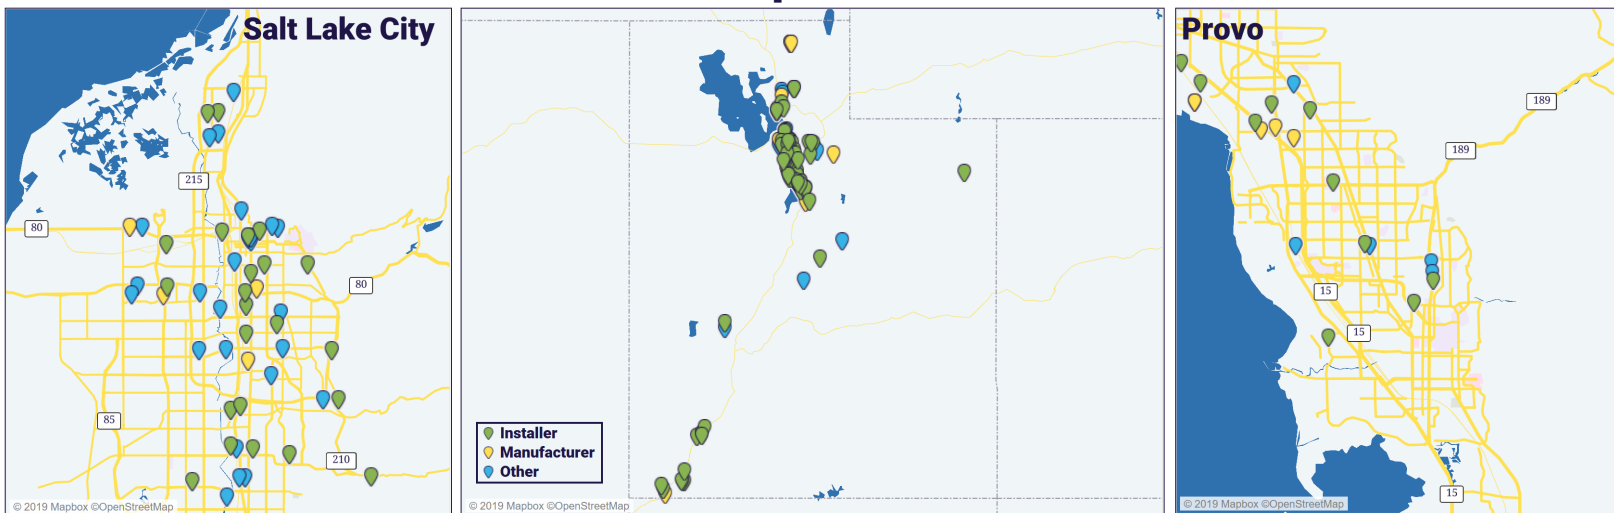 Salt Lake City
215
80
80
85
210
© 2019 Mapbox ©OpenStreetMap
Installer
Manufacturer
Other
© 2019 Mapbox ©OpenStreetMap
Provo
189
189
15
15
15
© 2019 Mapbox ©OpenStreetMap